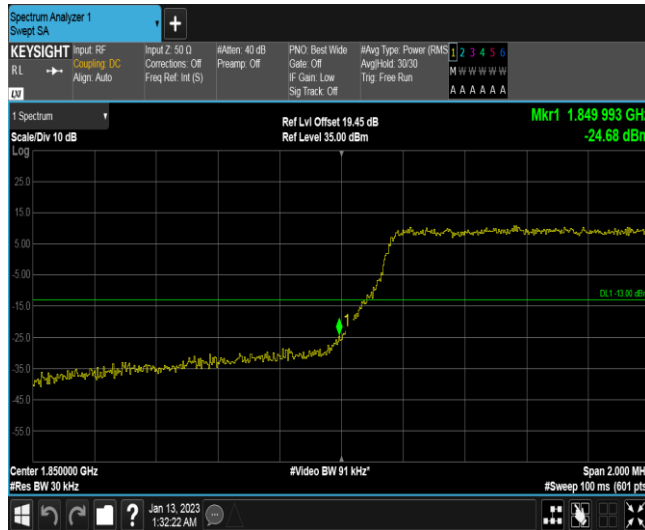 Spectrum Analyzer 1
Swept SA
KEYSIGHT Input: RF Input Z: 50 Ω #Atten: 40 dB PNO: Best Wide #Avg Type: Power (RMS 1 2 3 4 5 6
RL Coupling: DC Corrections: Off Preamp: Off Gate: Off Avg|Hold: 30/30 M W W W W W
Align: Auto Freq Ref: Int (S) IF Gain: Low Trig: Free Run
Sig Track: Off A A A A A A
LXI
1 Spectrum Ref Lvl Offset 19.45 dB Mkr1 1.849 993 GH
Scale/Div 10 dB Ref Level 35.00 dBm -24.68 dBm
Log
25.0
15.0
5.00
-5.00
DL1 -13.00 dB
-15.0
1
-25.0
-35.0
-45.0
-55.0
Center 1.850000 GHz #Video BW 91 kHz* Span 2.000 MH
#Res BW 30 kHz #Sweep 100 ms (601 pts
Jan 13, 2023
1:32:22 AM
?